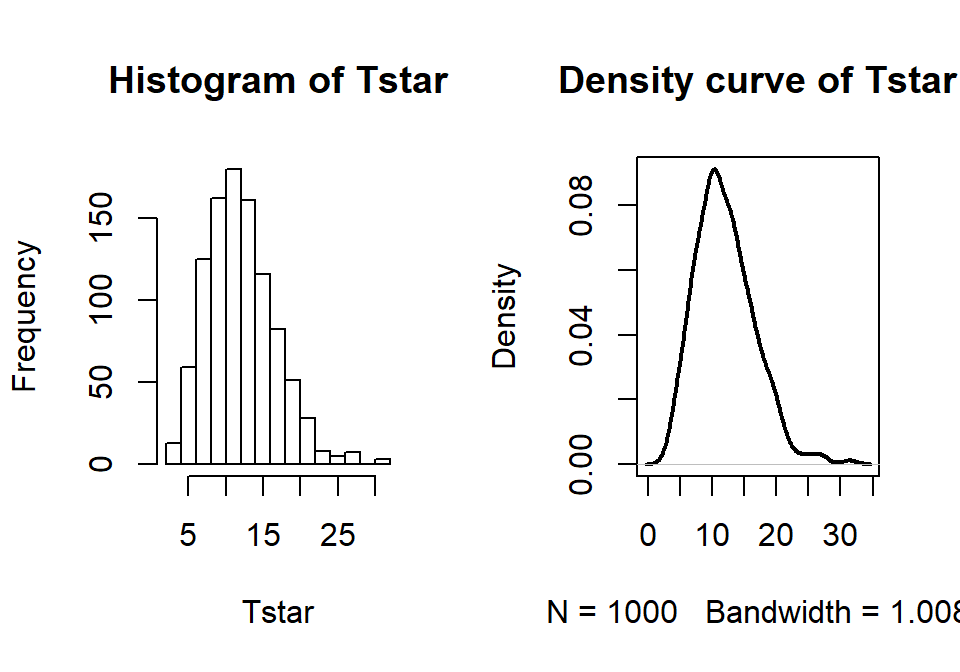 Histogram of Tstar
Frequency
0
50
100
150
5
15
25
Tstar
Density curve of Tstar
Density
0.00
0.04
0.08
0
10
20
30
N = 1000 Bandwidth = 1.008